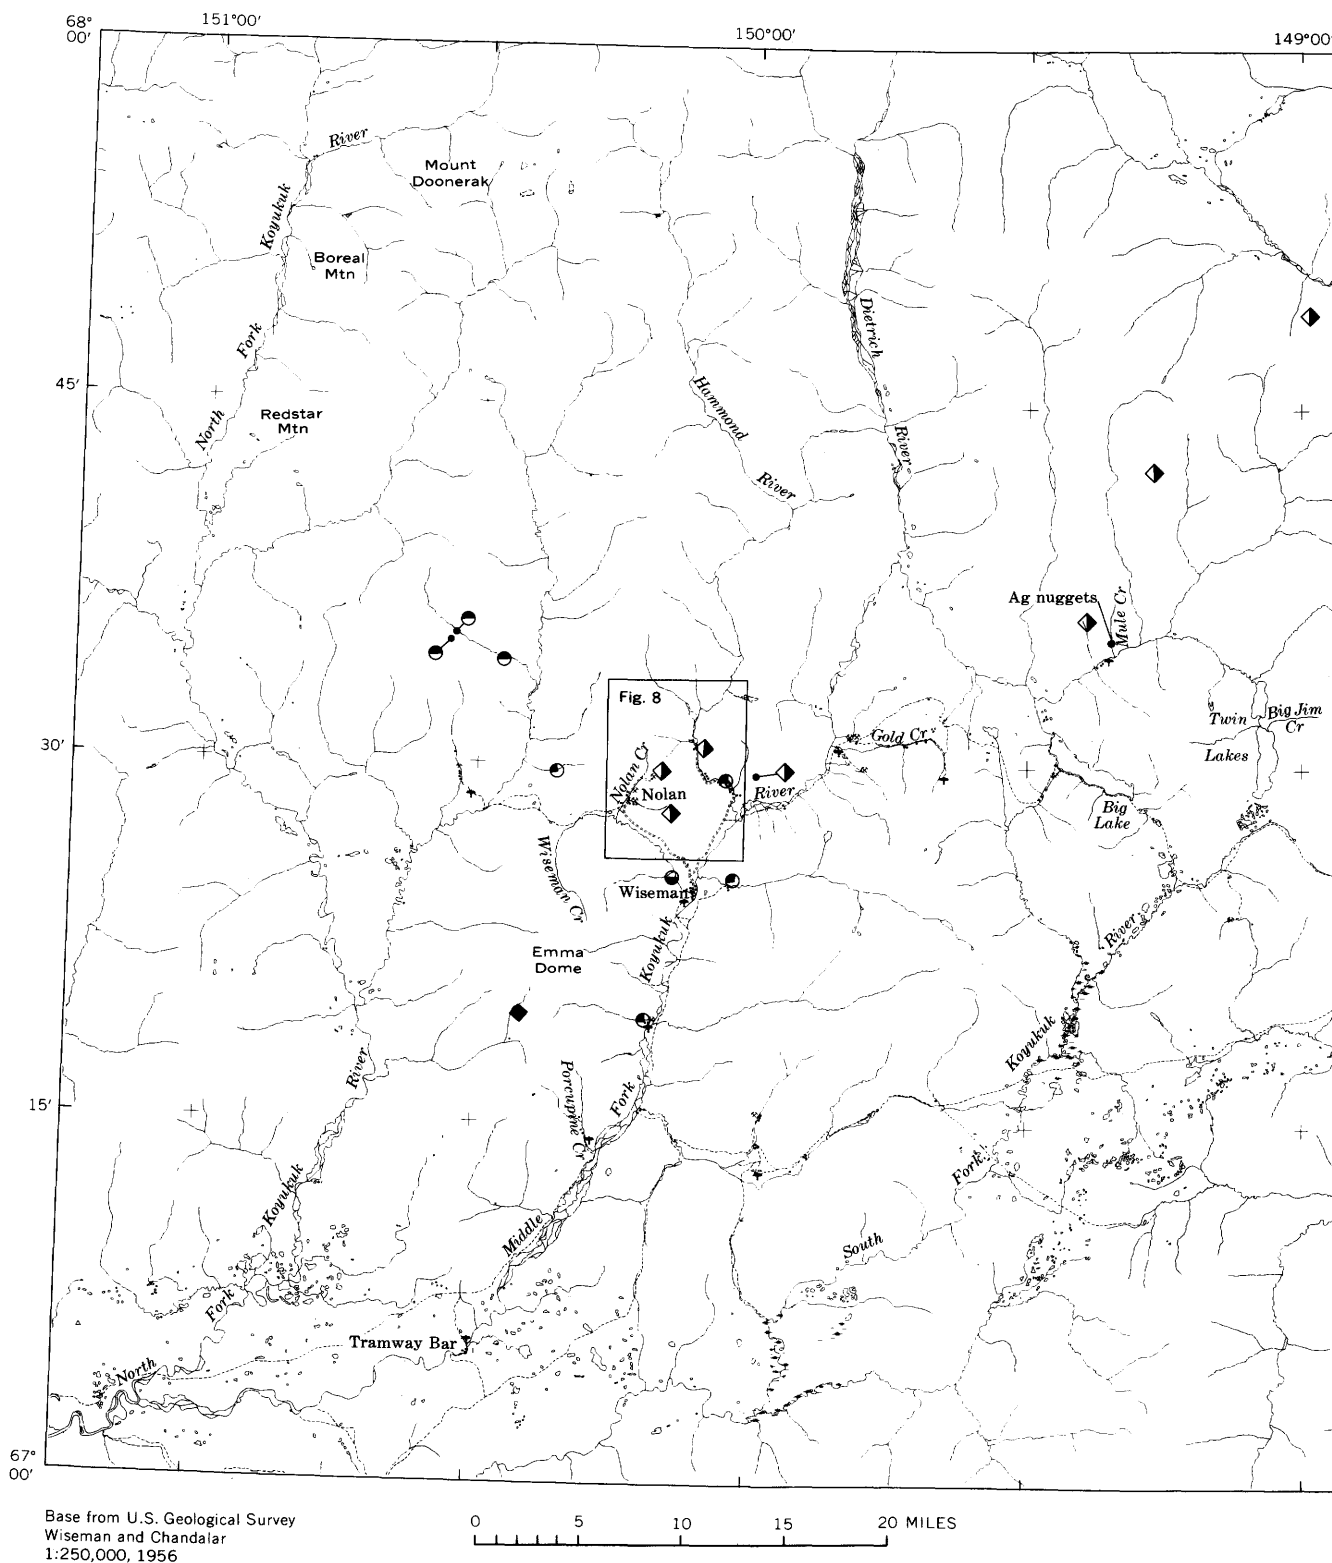 68°
00′
151°00′
150°00′
149°00′
River
Mount
Doonerak
Koyukuk
Boreal
Mtn
Fork
Dietrich
45′
Hammond
Redstar
Mtn
North
River
River
Ag nuggets
Mule Cr
Fig. 8
Twin
Big Jim
Cr
Gold Cr
30′
Lakes
Nolan Cr
Nolan
River
Big
Lake
Wiseman Cr
Wiseman
River
Koyukuk
Emma
Dome
Koyukuk
River
Porcupine Cr
Fork
15′
Fork
Koyukuk
Middle
South
Fork
Tramway Bar
North
67°
00′
Base from U.S. Geological Survey
Wiseman and Chandalar
1:250,000, 1956
0 5 10 15 20 MILES